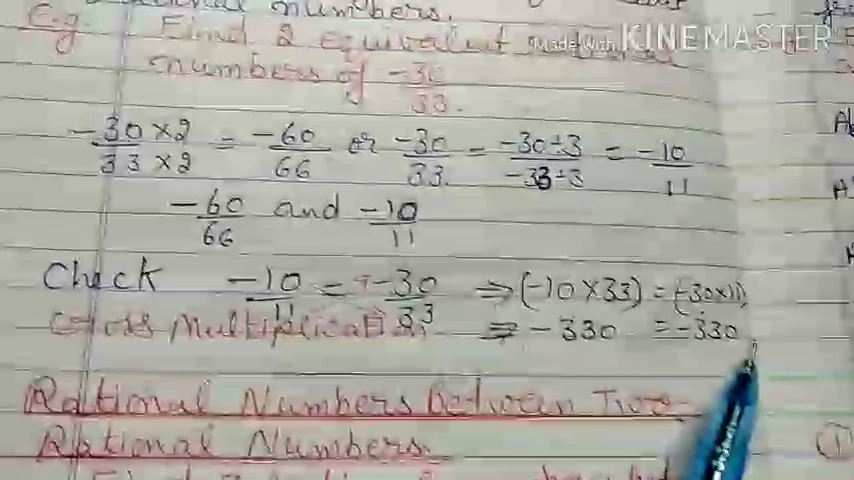 numbers.
E.g. Find 2 equivalent
Made with KINEMASTER
numbers of -30/33.
-30×2/33×2 = -60/66 or -30/33. = -30÷3/-33÷3 = -10/11
-60/66 and -10/11
Check -10/11 = -30/33 ⇒ (-10×33) = (-30×11)
Cross Multiplication ⇒ -330 = -330
Rational Numbers Between Two
Rational Numbers.
(1)